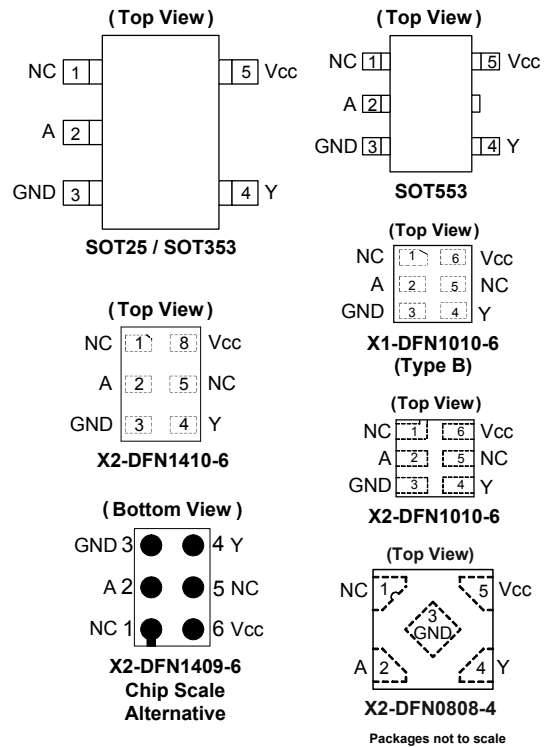 (Top View)
NC 1 5 Vcc
A 2
GND 3 4 Y
SOT25 / SOT353
(Top View)
NC 1 5 Vcc
A 2
GND 3 4 Y
SOT553
(Top View)
NC 1 6 Vcc
A 2 5 NC
GND 3 4 Y
X1-DFN1010-6
(Type B)
(Top View)
NC 1 8 Vcc
A 2 5 NC
GND 3 4 Y
X2-DFN1410-6
(Top View)
NC 1 6 Vcc
A 2 5 NC
GND 3 4 Y
X2-DFN1010-6
(Bottom View)
GND 3 4 Y
A 2 5 NC
NC 1 6 Vcc
X2-DFN1409-6
Chip Scale
Alternative
(Top View)
NC 1 5 Vcc
3
GND
A 2 4 Y
X2-DFN0808-4
Packages not to scale